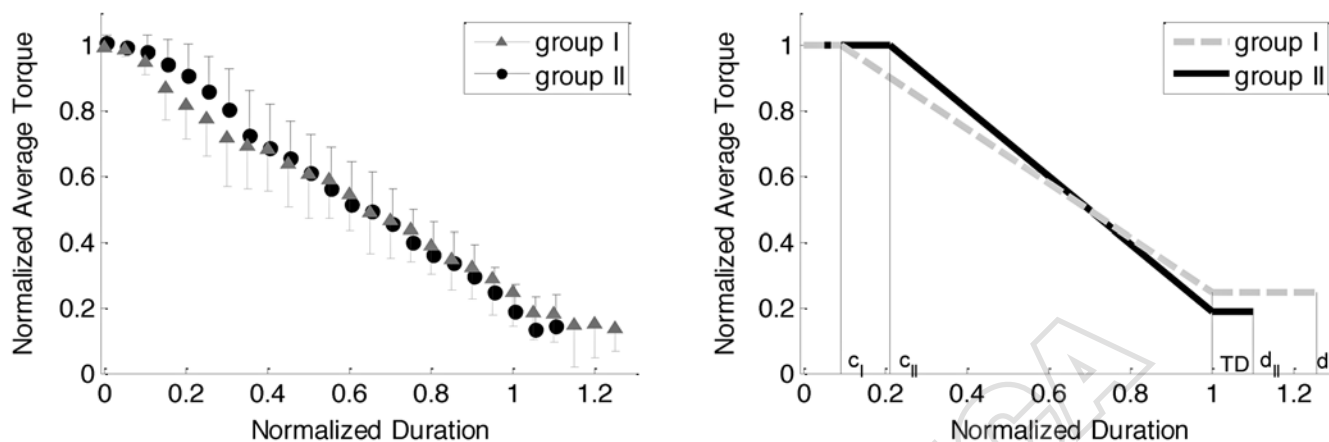 Normalized Average Torque
1
0.8
0.6
0.4
0.2
0
group I
group II
0 0.2 0.4 0.6 0.8 1 1.2
Normalized Duration
Normalized Average Torque
1
0.8
0.6
0.4
0.2
0
group I
group II
c_I c_II TD d_II d
0 0.2 0.4 0.6 0.8 1 1.2
Normalized Duration